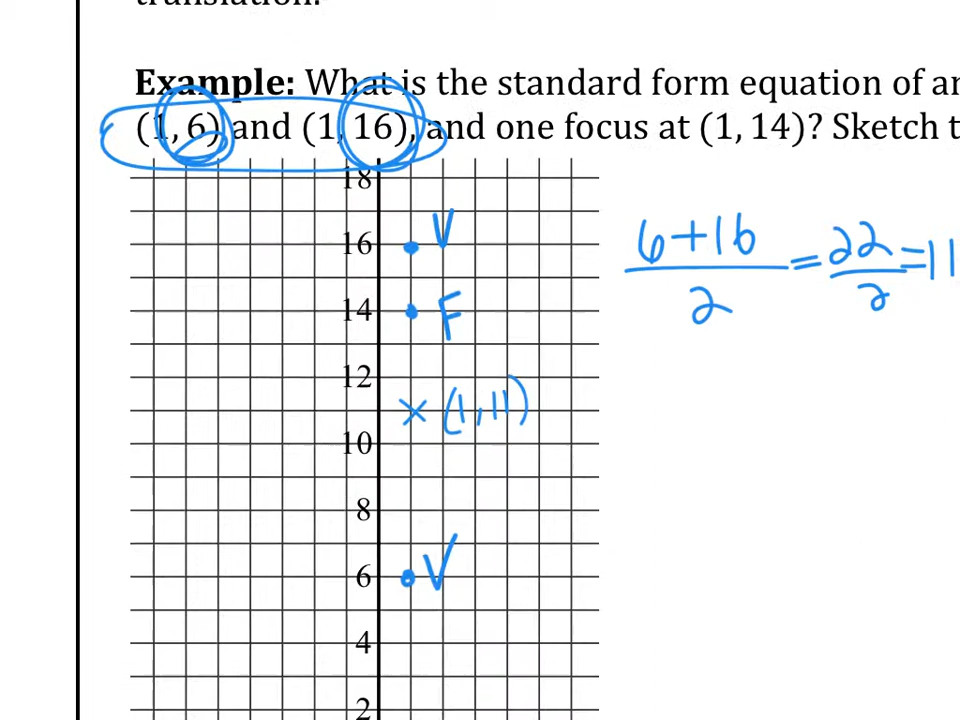 translation.
Example: What is the standard form equation of an
(1, 6) and (1, 16), and one focus at (1, 14)? Sketch t
18
16
14
12
10
8
6
4
2
V
F
× (1, 11)
V
6+16
2
= 22
2
= 11